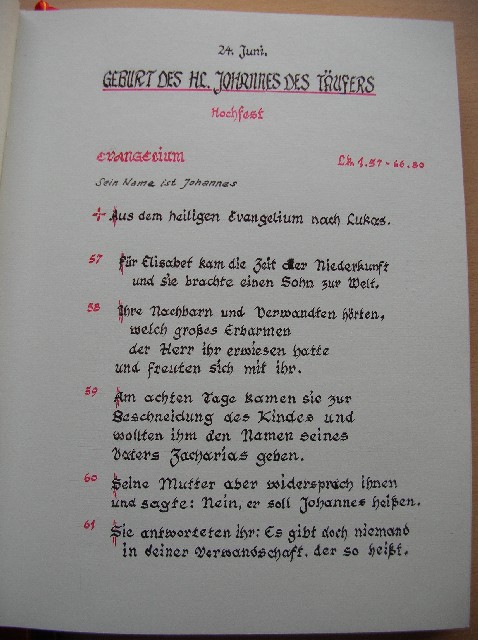 24. Juni.
GEBURT DES HL. JOHANNES DES TÄUFERS
Hochfest
EVANGELIUM Lk. 1.57-66.80
Sein Name ist Johannes
+ Aus dem heiligen Evangelium nach Lukas.
57 Für Elisabet kam die Zeit der Niederkunft
und sie brachte einen Sohn zur Welt.
58 Ihre Nachbarn und Verwandten hörten,
welch großes Erbarmen
der Herr ihr erwiesen hatte
und freuten sich mit ihr.
59 Am achten Tage kamen sie zur
Beschneidung des Kindes und
wollten ihm den Namen seines
Vaters Zacharias geben.
60 Seine Mutter aber widersprach ihnen
und sagte: Nein, er soll Johannes heißen.
61 Sie antworteten ihr: Es gibt doch niemand
in deiner Verwandschaft, der so heißt.